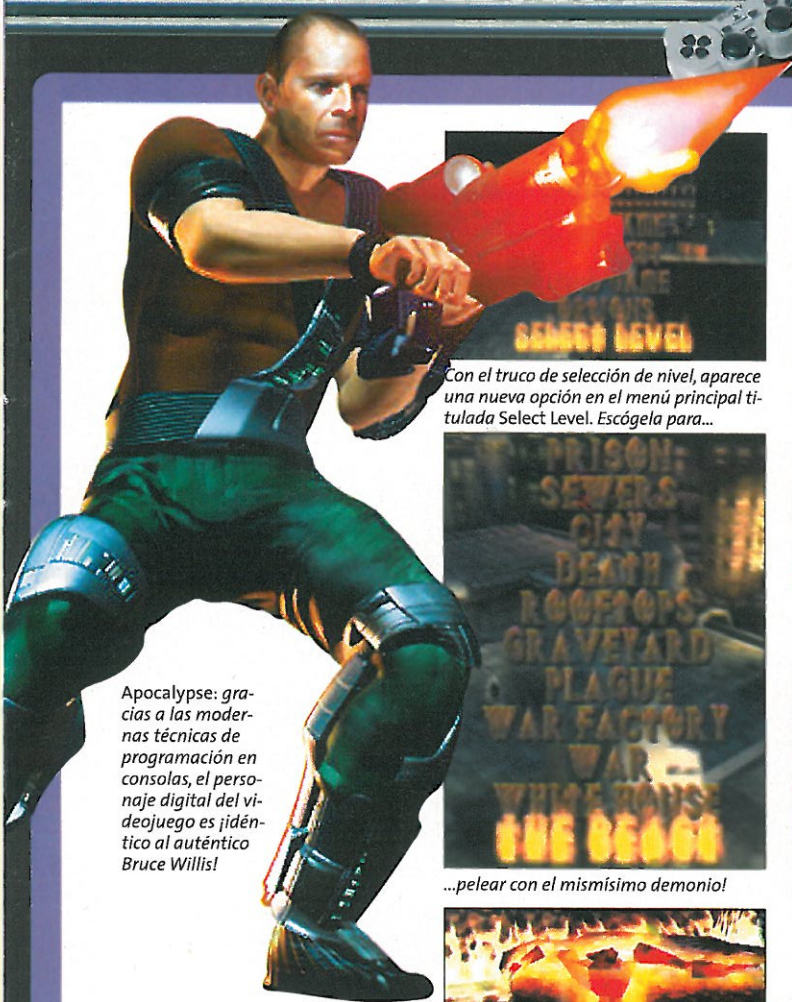 SELECT LEVEL
Con el truco de selección de nivel, aparece
una nueva opción en el menú principal ti-
tulada Select Level. Escógela para...
PRISON
SEWERS
CITY
DEATH
ROOFTOPS
GRAVEYARD
PLAGUE
WAR FACTORY
WAR
WHITE HOUSE
THE BEAST
Apocalypse: gra-
cias a las moder-
nas técnicas de
programación en
consolas, el perso-
naje digital del vi-
deojuego es ¡idén-
tico al auténtico
Bruce Willis!
...pelear con el mismísimo demonio!